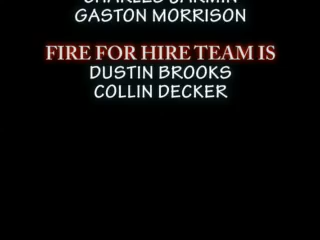 GASTON MORRISON
FIRE FOR HIRE TEAM IS
DUSTIN BROOKS
COLLIN DECKER